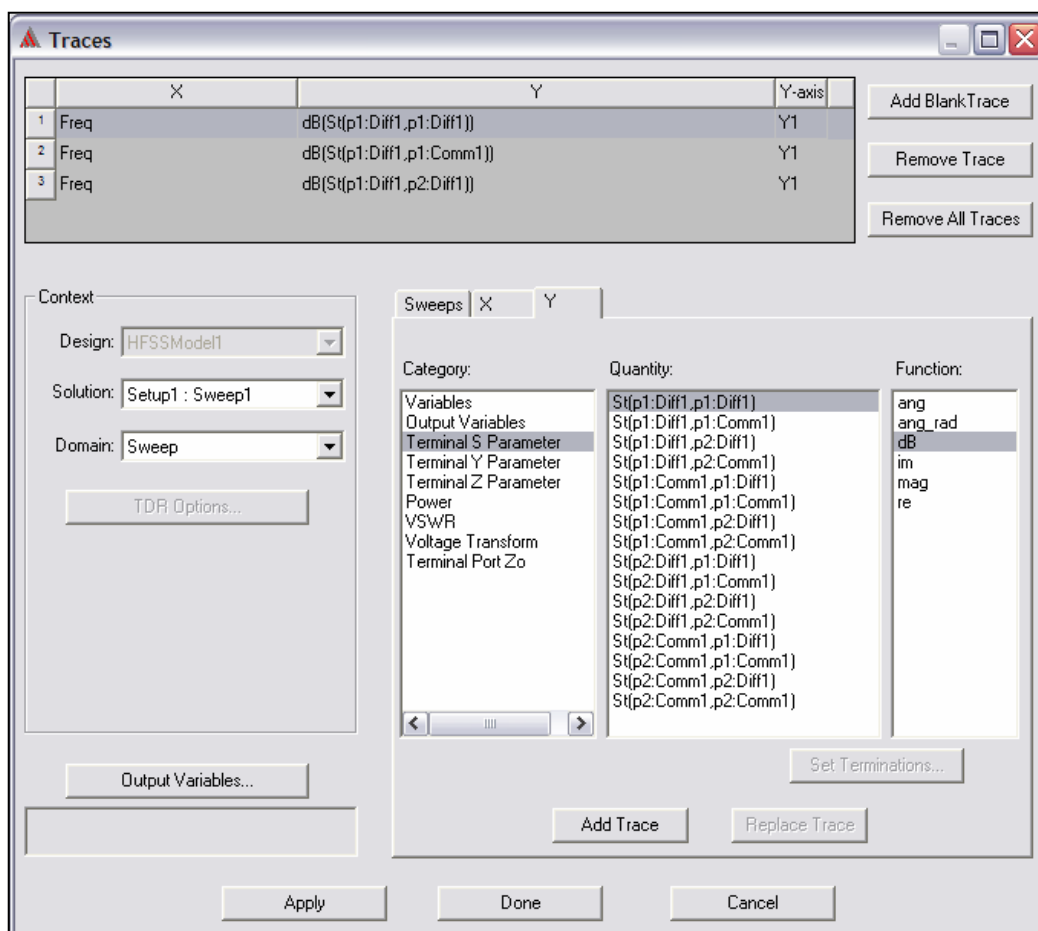 Traces
X Y Y-axis
1 Freq dB(St(p1:Diff1,p1:Diff1)) Y1
2 Freq dB(St(p1:Diff1,p1:Comm1)) Y1
3 Freq dB(St(p1:Diff1,p2:Diff1)) Y1
Add BlankTrace
Remove Trace
Remove All Traces
Context
Design: HFSSModel1
Solution: Setup1 : Sweep1
Domain: Sweep
TDR Options...
Output Variables...
Sweeps X Y
Category:
Variables
Output Variables
Terminal S Parameter
Terminal Y Parameter
Terminal Z Parameter
Power
VSWR
Voltage Transform
Terminal Port Zo
Quantity:
St(p1:Diff1,p1:Diff1)
St(p1:Diff1,p1:Comm1)
St(p1:Diff1,p2:Diff1)
St(p1:Diff1,p2:Comm1)
St(p1:Comm1,p1:Diff1)
St(p1:Comm1,p1:Comm1)
St(p1:Comm1,p2:Diff1)
St(p1:Comm1,p2:Comm1)
St(p2:Diff1,p1:Diff1)
St(p2:Diff1,p1:Comm1)
St(p2:Diff1,p2:Diff1)
St(p2:Diff1,p2:Comm1)
St(p2:Comm1,p1:Diff1)
St(p2:Comm1,p1:Comm1)
St(p2:Comm1,p2:Diff1)
St(p2:Comm1,p2:Comm1)
Function:
ang
ang_rad
dB
im
mag
re
Set Terminations...
Add Trace
Replace Trace
Apply
Done
Cancel